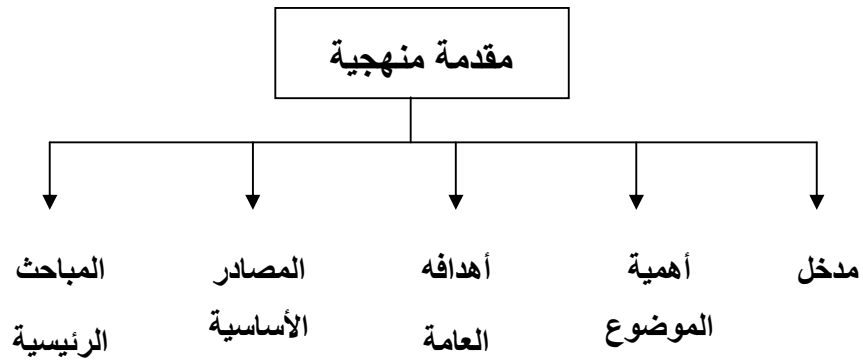 مقدمة منهجية
مدخل
أهمية
الموضوع
أهدافه
العامة
المصادر
الأساسية
المباحث
الرئيسية